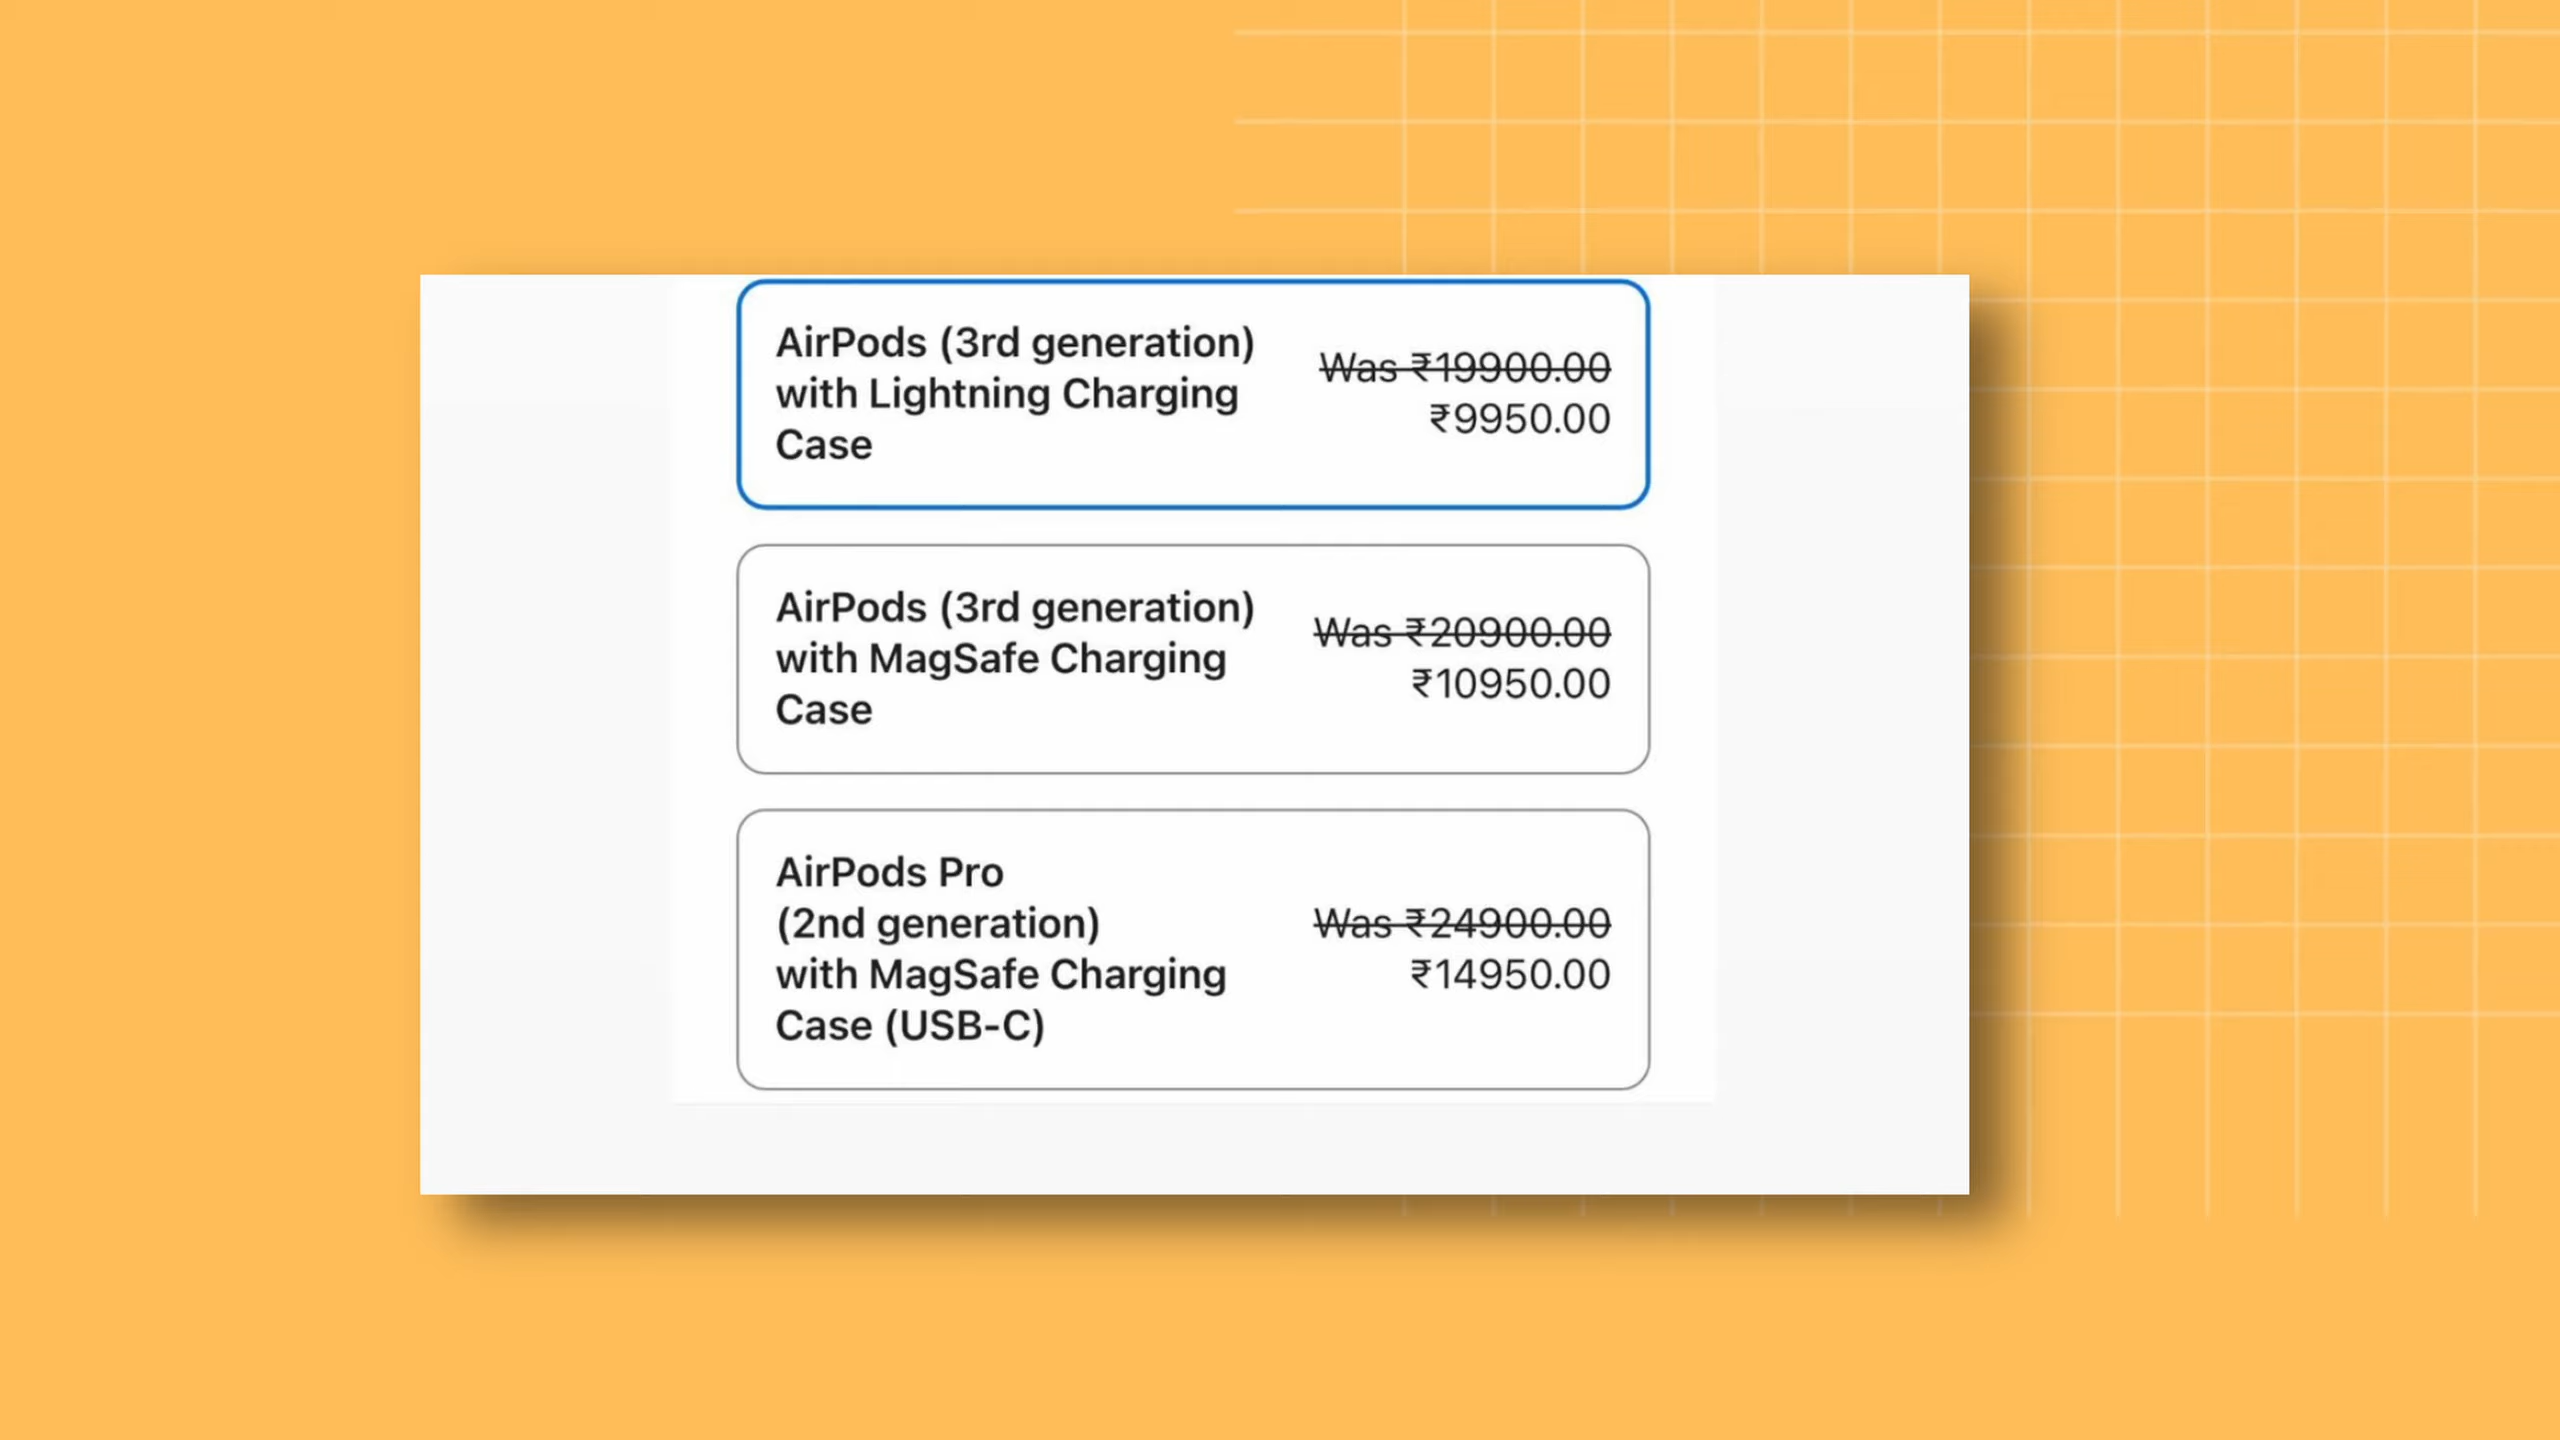 AirPods (3rd generation)
with Lightning Charging
Case
Was ₹19900.00
₹9950.00
AirPods (3rd generation)
with MagSafe Charging
Case
Was ₹20900.00
₹10950.00
AirPods Pro
(2nd generation)
with MagSafe Charging
Case (USB-C)
Was ₹24900.00
₹14950.00